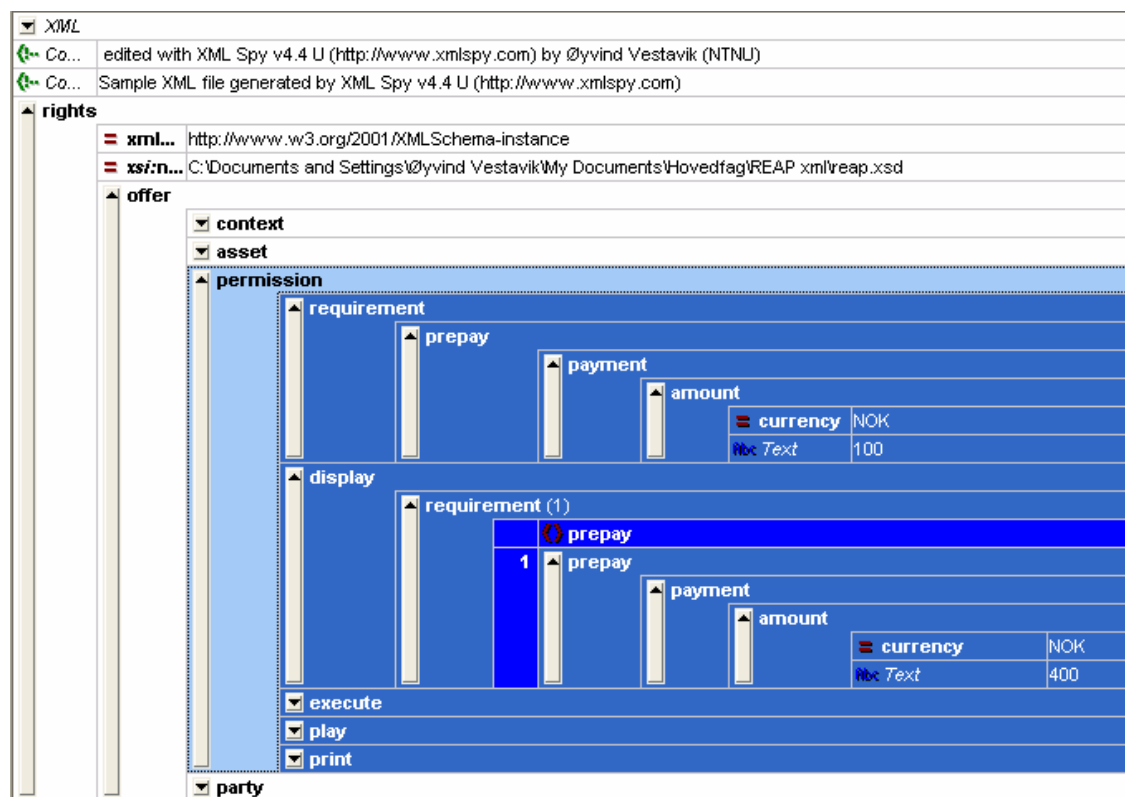 XML
Co... edited with XML Spy v4.4 U (http://www.xmlspy.com) by Øyvind Vestavik (NTNU)
Co... Sample XML file generated by XML Spy v4.4 U (http://www.xmlspy.com)
rights
= xml... http://www.w3.org/2001/XMLSchema-instance
= xsi:n... C:\Documents and Settings\Øyvind Vestavik\My Documents\Hovedfag\REAP xml\reap.xsd
offer
context
asset
permission
requirement
prepay
payment
amount
= currency NOK
Abc Text 100
display
requirement (1)
prepay
1 prepay
payment
amount
= currency NOK
Abc Text 400
execute
play
print
party